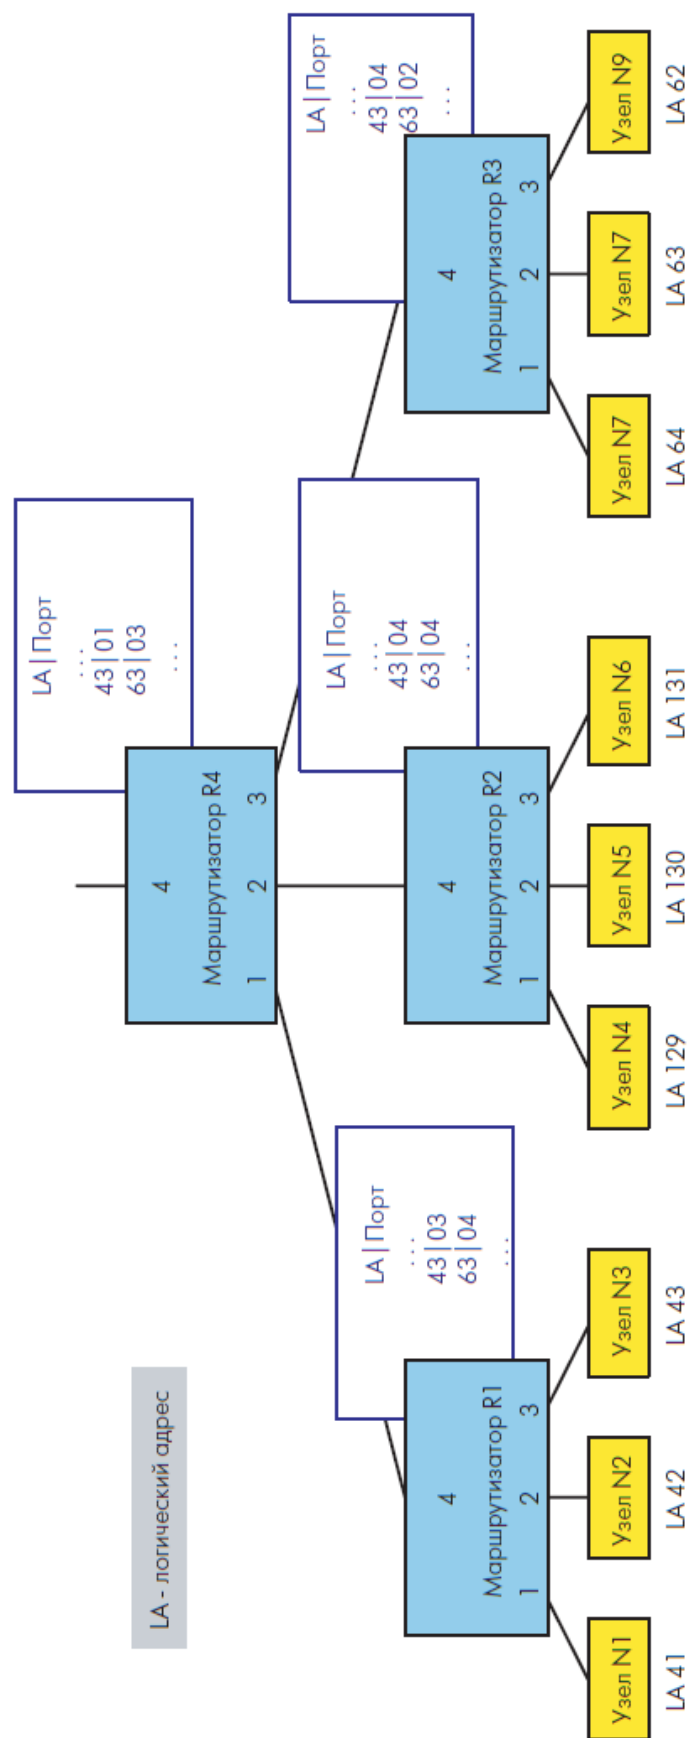 LA - логический адрес
LA|Порт
...
43|01
63|03
...
4
Маршрутизатор R4
1 2 3
LA|Порт
...
43|03
63|04
...
4
Маршрутизатор R1
1 2 3
LA|Порт
...
43|04
63|04
...
4
Маршрутизатор R2
1 2 3
LA|Порт
...
43|04
63|02
...
4
Маршрутизатор R3
1 2 3
Узел N1
Узел N2
Узел N3
Узел N4
Узел N5
Узел N6
Узел N7
Узел N7
Узел N9
LA 41
LA 42
LA 43
LA 129
LA 130
LA 131
LA 64
LA 63
LA 62